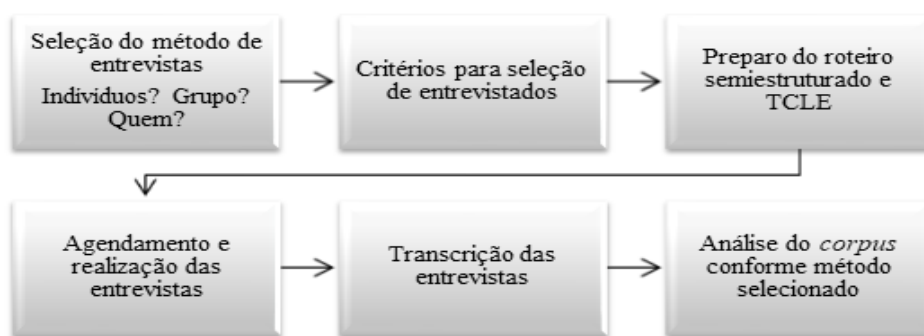 Seleção do método de
entrevistas
Individuos? Grupo?
Quem?
Critérios para seleção
de entrevistados
Preparo do roteiro
semiestruturado e
TCLE
Agendamento e
realização das
entrevistas
Transcrição das
entrevistas
Análise do corpus
conforme método
selecionado